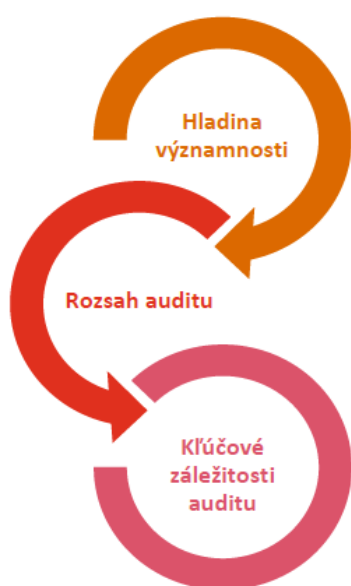 Hladina
významnosti
Rozsah auditu
Kľúčové
záležitosti
auditu